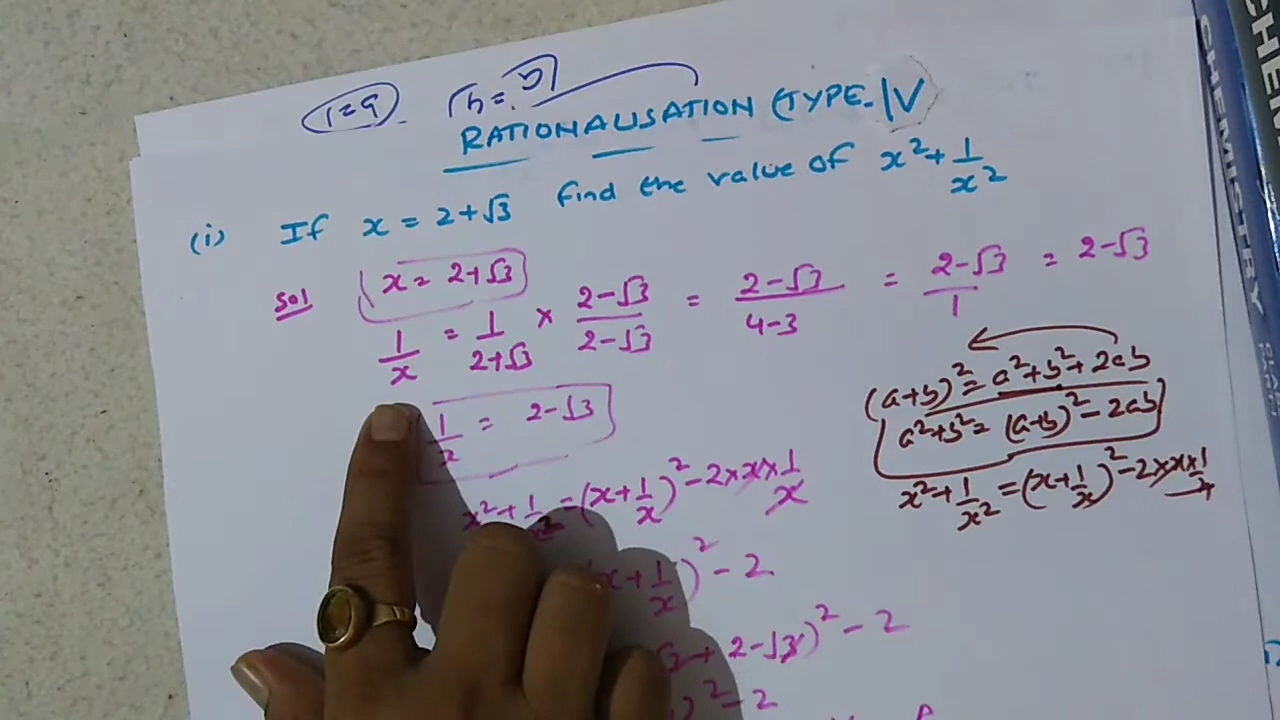 RATIONALISATION (TYPE-IV
(i) If x = 2+√3 find the value of x² + 1/x²
Sol x = 2+√3
1/x = 1/(2+√3) × (2-√3)/(2-√3) = (2-√3)/(4-3) = (2-√3)/1 = 2-√3
1/x = 2-√3
(a+b)² = a²+b²+2ab
a²+b² = (a+b)² - 2ab
x² + 1/x² = (x+1/x)² - 2×x×1/x
x² + 1/x² = (x+1/x)² - 2×x×1/x
x+1/x)² - 2
+ 2-√3)² - 2
)² - 2
CHEMISTRY